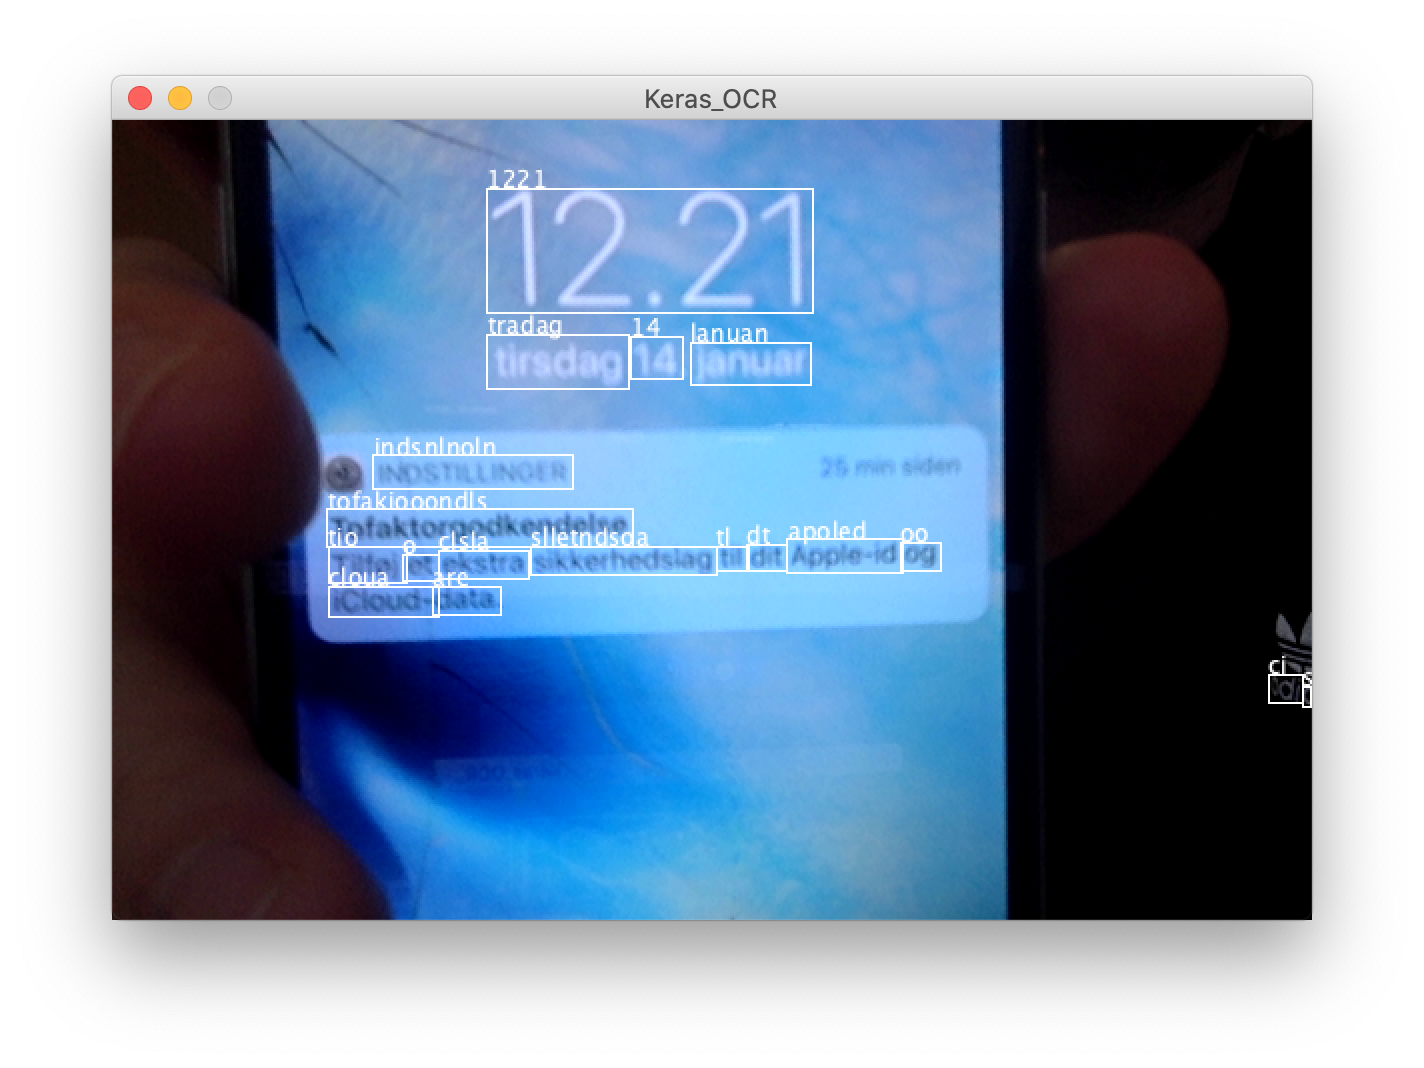 Keras_OCR
1221
12.21
tradag 14 lanuan
tirsdag 14 januar
indsnlnoln
INDSTILLINGER 25 min siden
tofakiooondls
Tofaktorgodkendelse
tio o clsla slletndsda tl dt apoled oo
Tilføj et ekstra sikkerhedslag til dit Apple-id og
cloua are
iCloud-data.
ci s